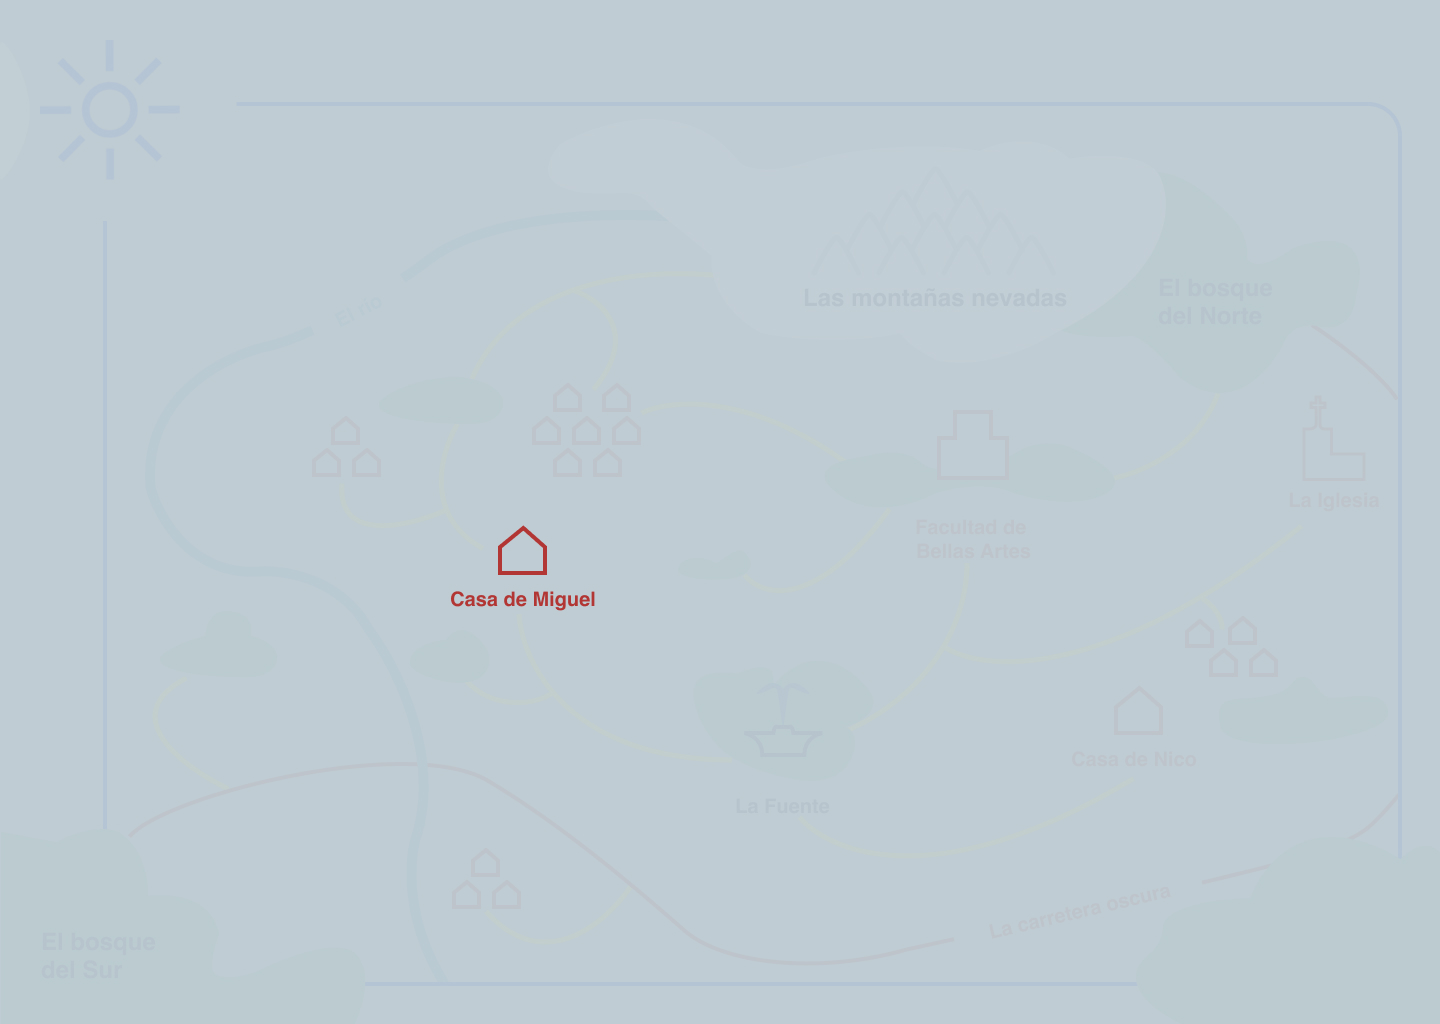 Las montañas nevadas
El bosque
del Norte
El río
La Iglesia
Facultad de
Bellas Artes
Casa de Miguel
Casa de Nico
La Fuente
La carretera oscura
El bosque
del Sur